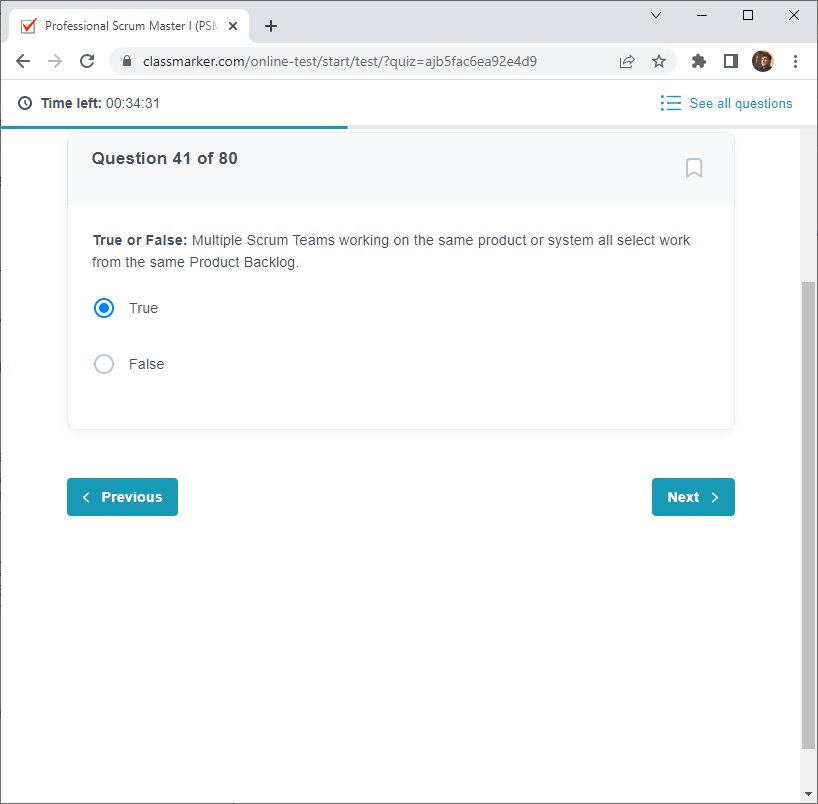 Professional Scrum Master I (PSM
classmarker.com/online-test/start/test/?quiz=ajb5fac6ea92e4d9
Time left: 00:34:31
See all questions
Question 41 of 80
True or False: Multiple Scrum Teams working on the same product or system all select work
from the same Product Backlog.
True
False
Previous
Next